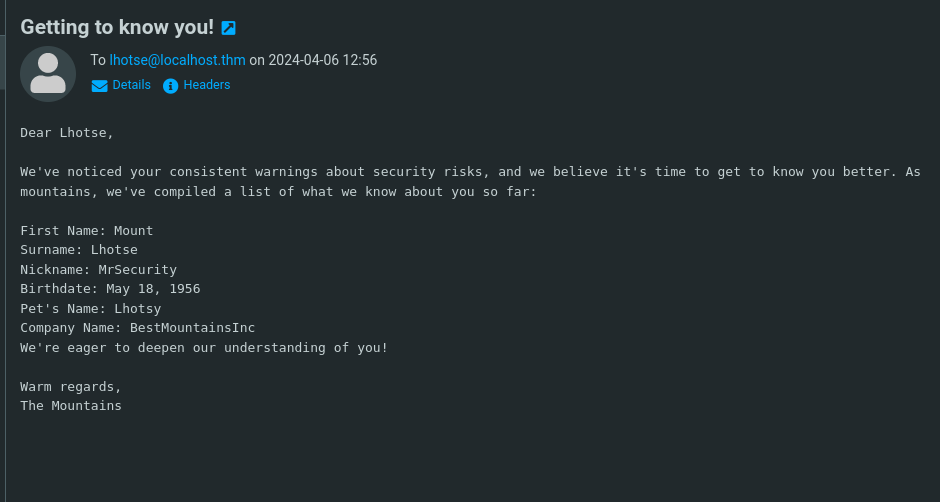 Getting to know you!
To lhotse@localhost.thm on 2024-04-06 12:56
Details Headers
Dear Lhotse,
We've noticed your consistent warnings about security risks, and we believe it's time to get to know you better. As
mountains, we've compiled a list of what we know about you so far:
First Name: Mount
Surname: Lhotse
Nickname: MrSecurity
Birthdate: May 18, 1956
Pet's Name: Lhotsy
Company Name: BestMountainsInc
We're eager to deepen our understanding of you!
Warm regards,
The Mountains